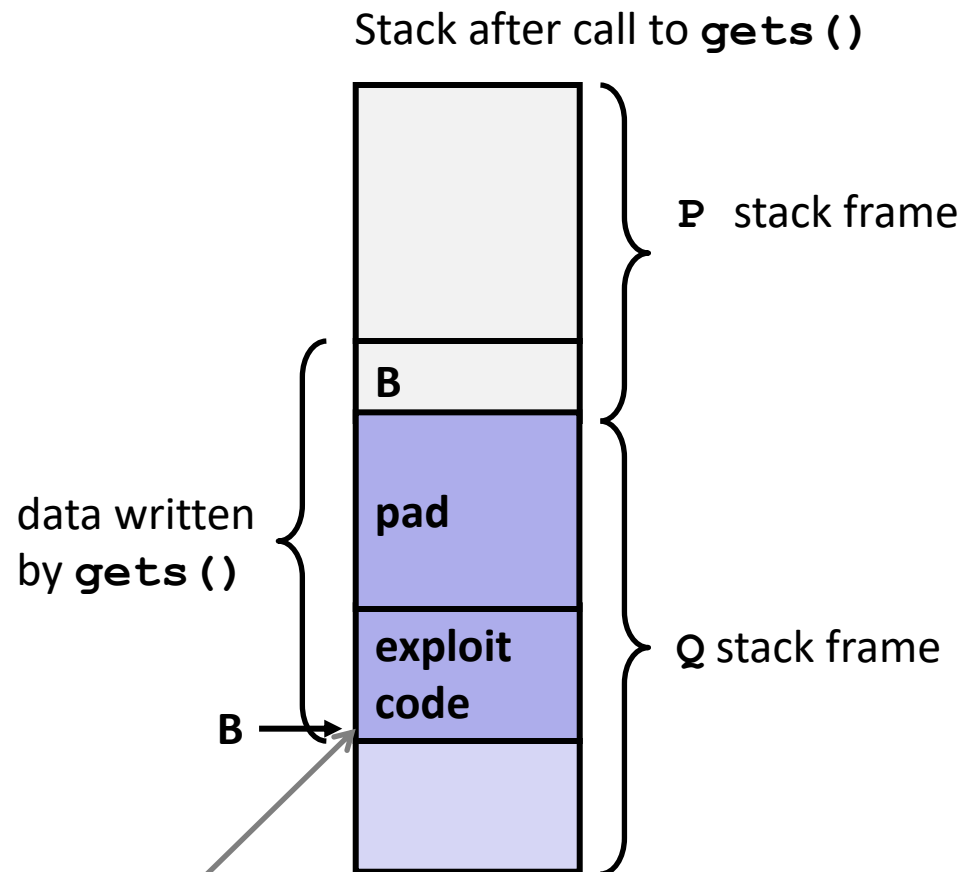 Stack after call to gets()
P stack frame
B
pad
data written
by gets()
exploit
code
Q stack frame
B